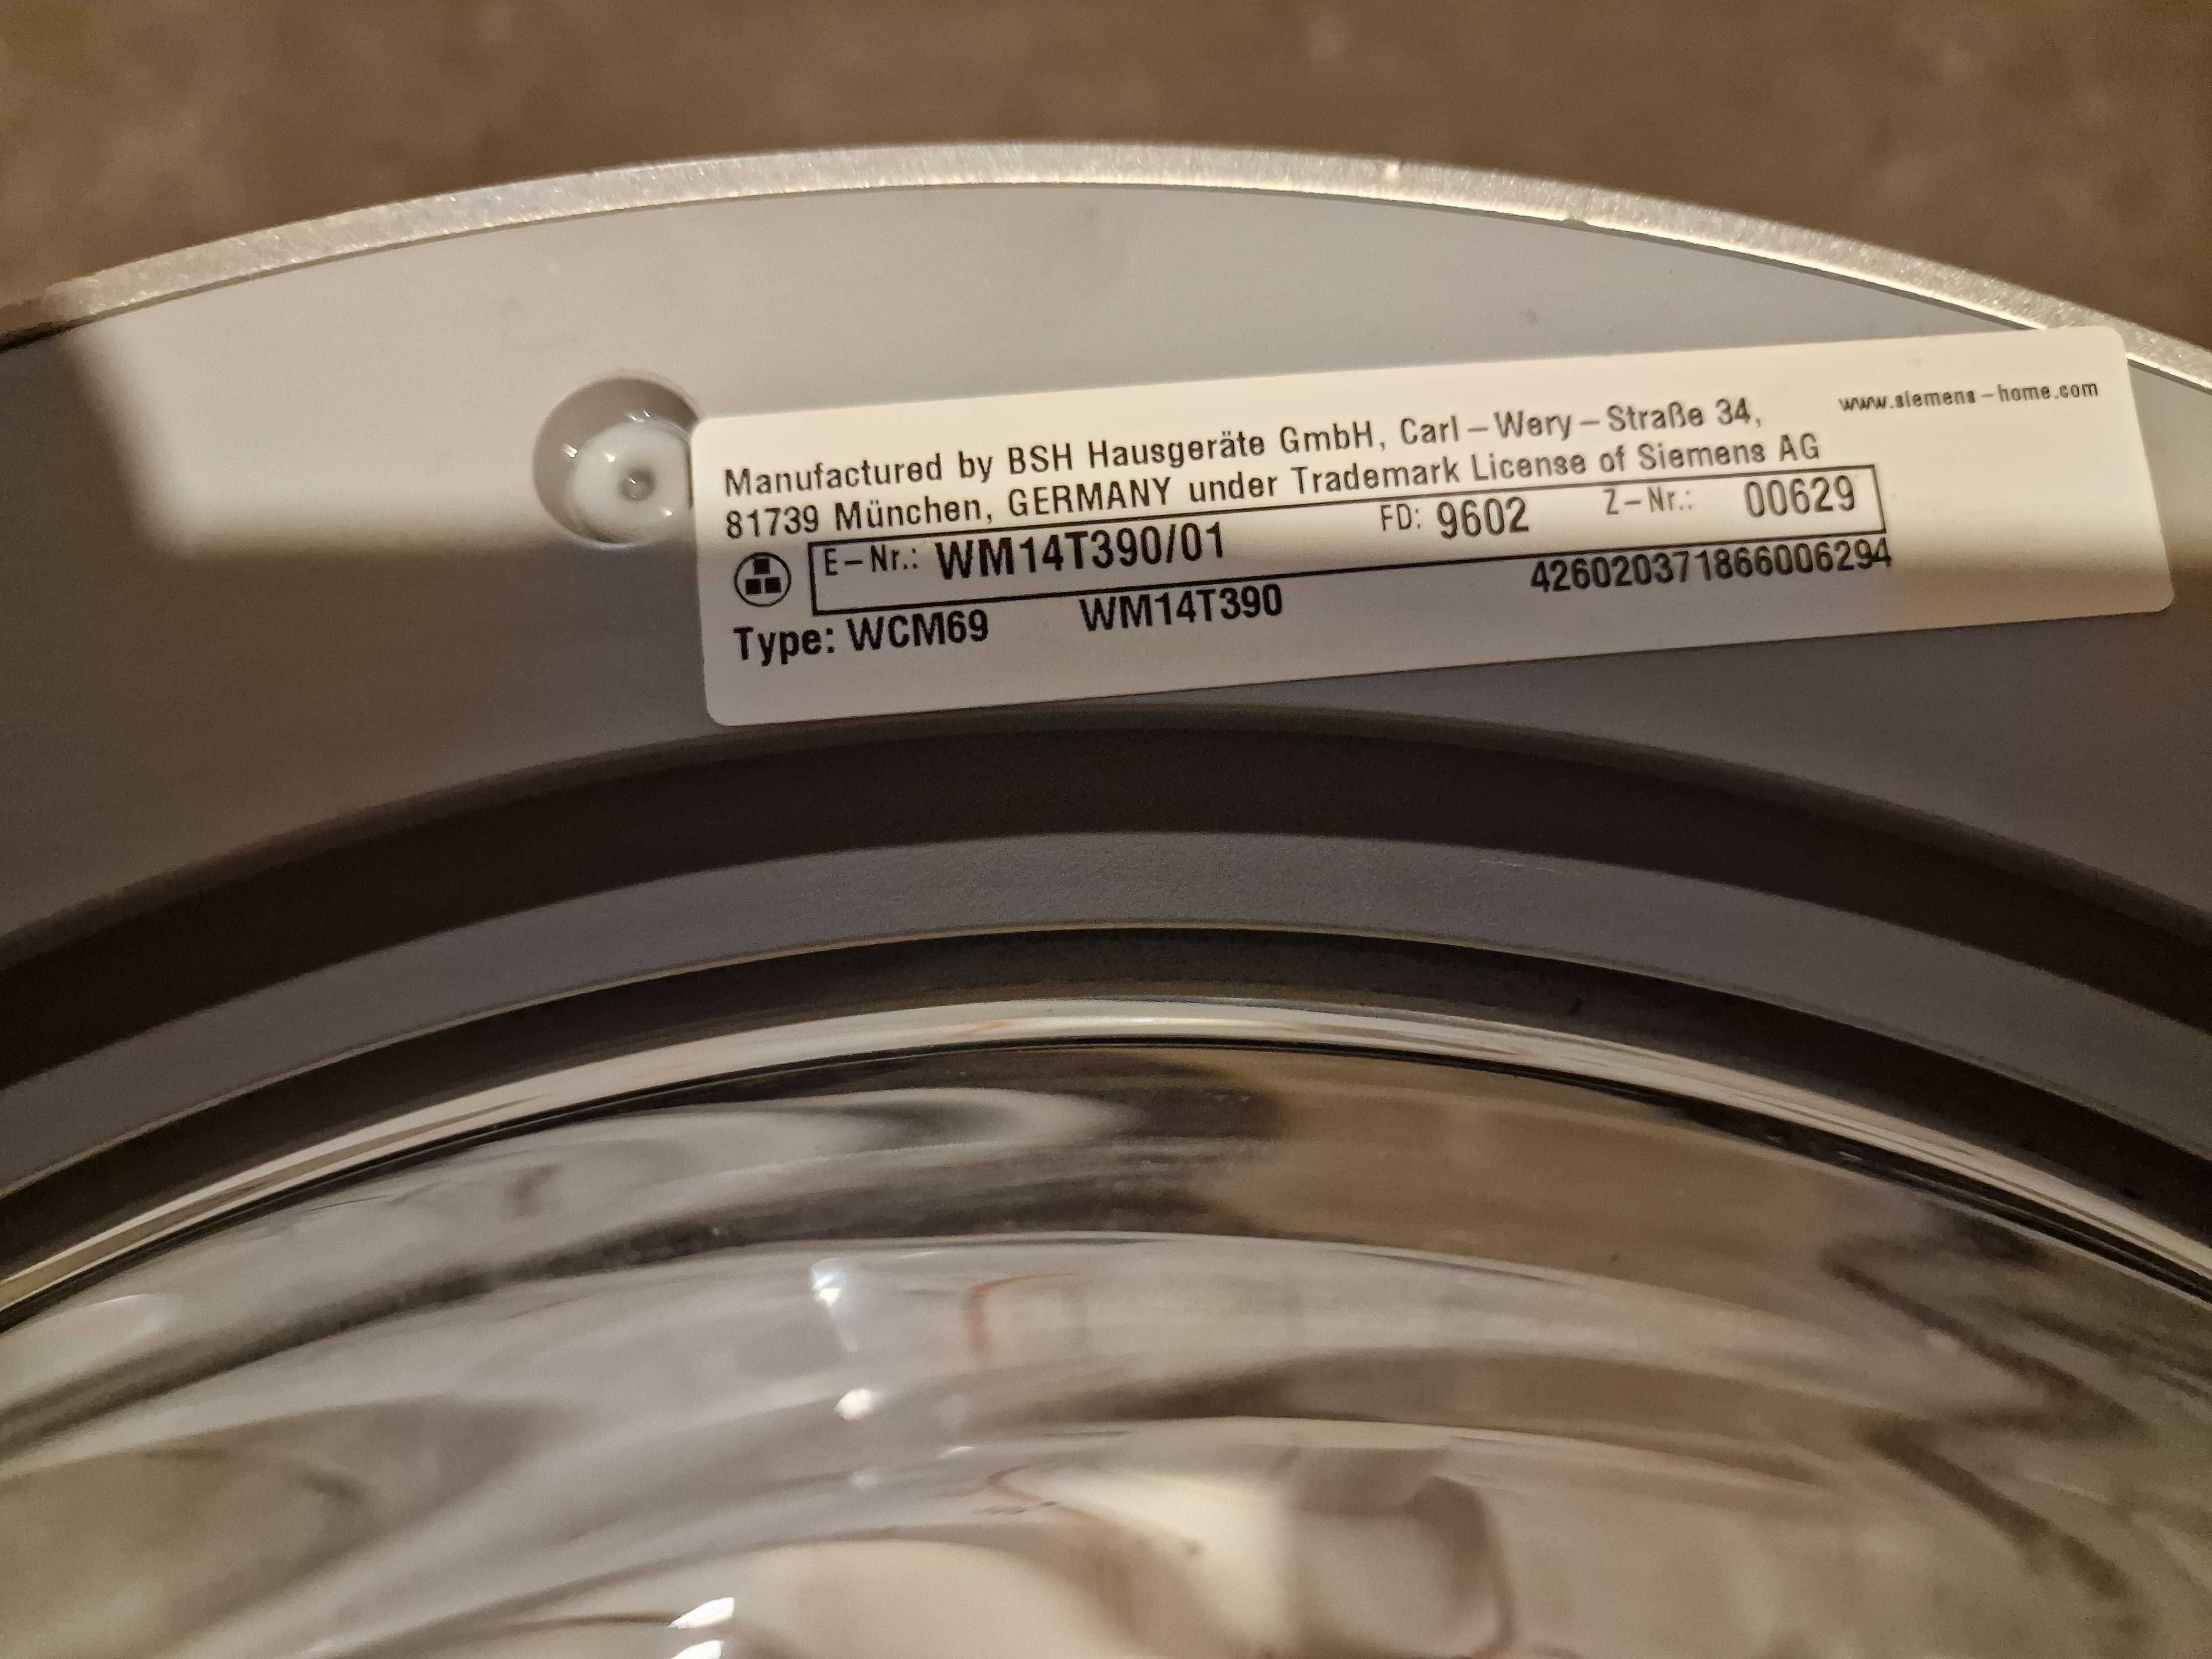 www.siemens-home.com
Manufactured by BSH Hausgeräte GmbH, Carl-Wery-Straße 34,
81739 München, GERMANY under Trademark License of Siemens AG
E-Nr.: WM14T390/01 FD: 9602 Z-Nr.: 00629
Type: WCM69 WM14T390 426020371866006294